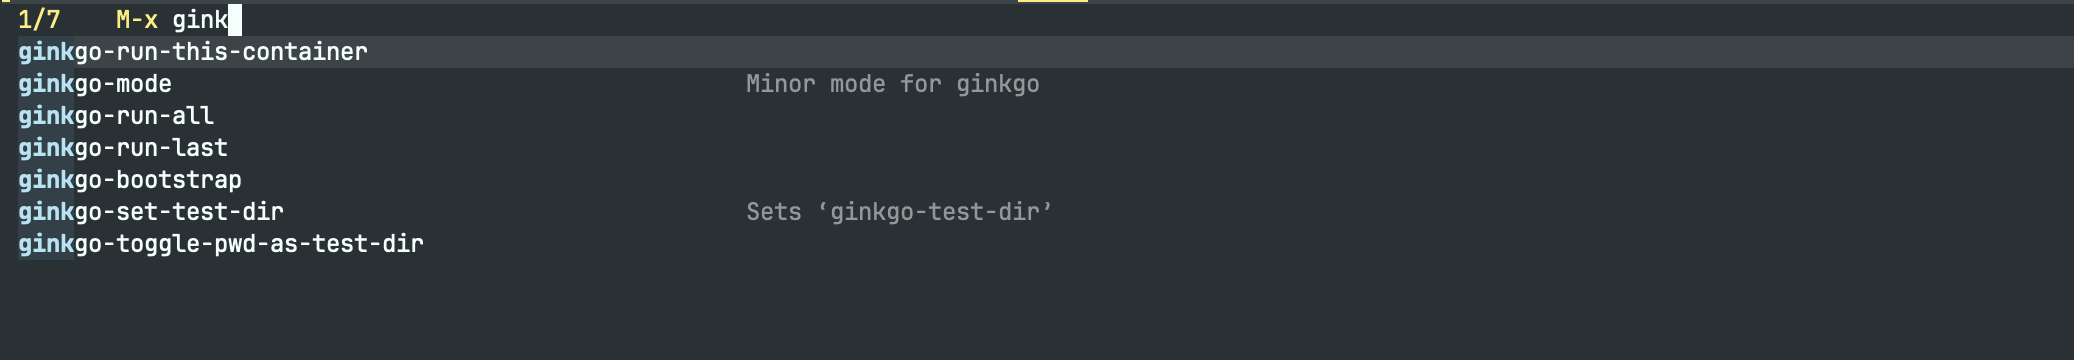 1/7 M-x gink
ginkgo-run-this-container
ginkgo-mode Minor mode for ginkgo
ginkgo-run-all
ginkgo-run-last
ginkgo-bootstrap
ginkgo-set-test-dir Sets ‘ginkgo-test-dir’
ginkgo-toggle-pwd-as-test-dir